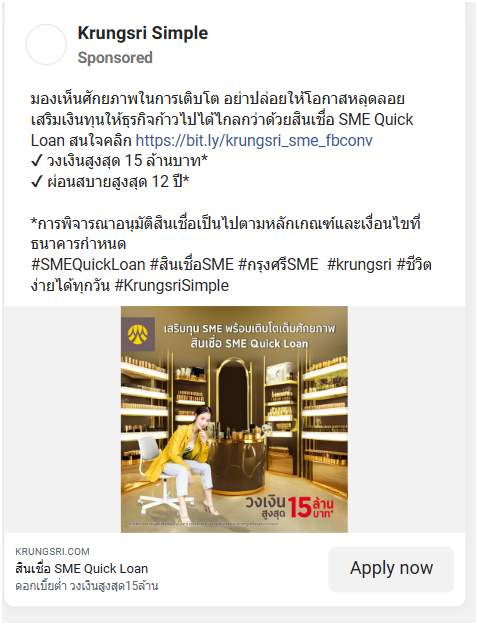 Krungsri Simple
Sponsored
มองเห็นศักยภาพในการเติบโต อย่าปล่อยให้โอกาสหลุดลอย
เสริมเงินทุนให้ธุรกิจก้าวไปได้ไกลกว่าด้วยสินเชื่อ SME Quick
Loan สนใจคลิก https://bit.ly/krungsri_sme_fbconv
✓ วงเงินสูงสุด 15 ล้านบาท*
✓ ผ่อนสบายสูงสุด 12 ปี*
*การพิจารณาอนุมัติสินเชื่อเป็นไปตามหลักเกณฑ์และเงื่อนไขที่
ธนาคารกำหนด
#SMEQuickLoan #สินเชื่อSME #กรุงศรีSME #krungsri #ชีวิต
ง่ายได้ทุกวัน #KrungsriSimple
เสริมทุน SME พร้อมเติบโตเต็มศักยภาพ
สินเชื่อ SME Quick Loan
วงเงิน
สูงสุด 15 ล้าน
บาท*
KRUNGSRI.COM
สินเชื่อ SME Quick Loan
ดอกเบี้ยต่ำ วงเงินสูงสุด15ล้าน
Apply now